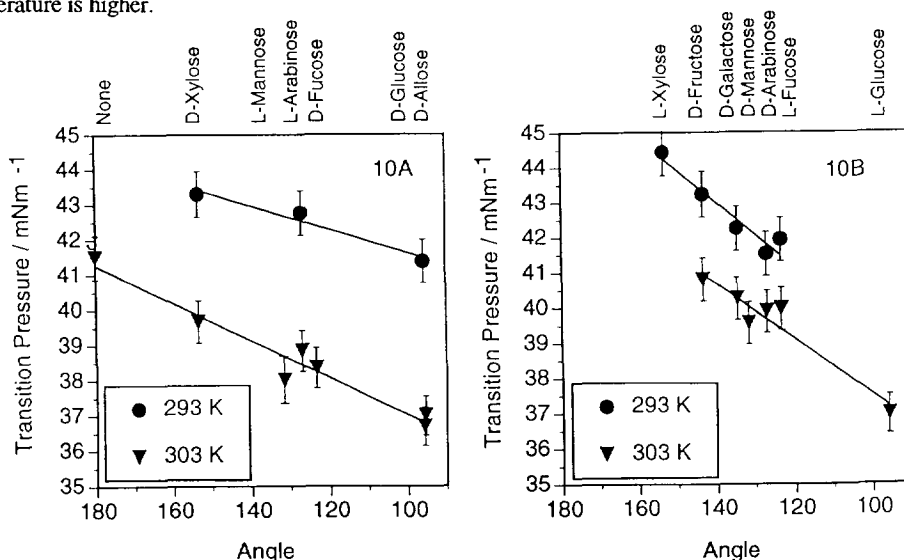 erature is higher.
None
D-Xylose
L-Mannose
L-Arabinose
D-Fucose
D-Glucose
D-Allose
L-Xylose
D-Fructose
D-Galactose
D-Mannose
D-Arabinose
L-Fucose
L-Glucose
Transition Pressure / mNm -1
45
44
43
42
41
40
39
38
37
36
35
10A
293 K
303 K
180
160
140
120
100
Angle
Transition Pressure / mNm -1
45
44
43
42
41
40
39
38
37
36
35
10B
293 K
303 K
180
160
140
120
100
Angle